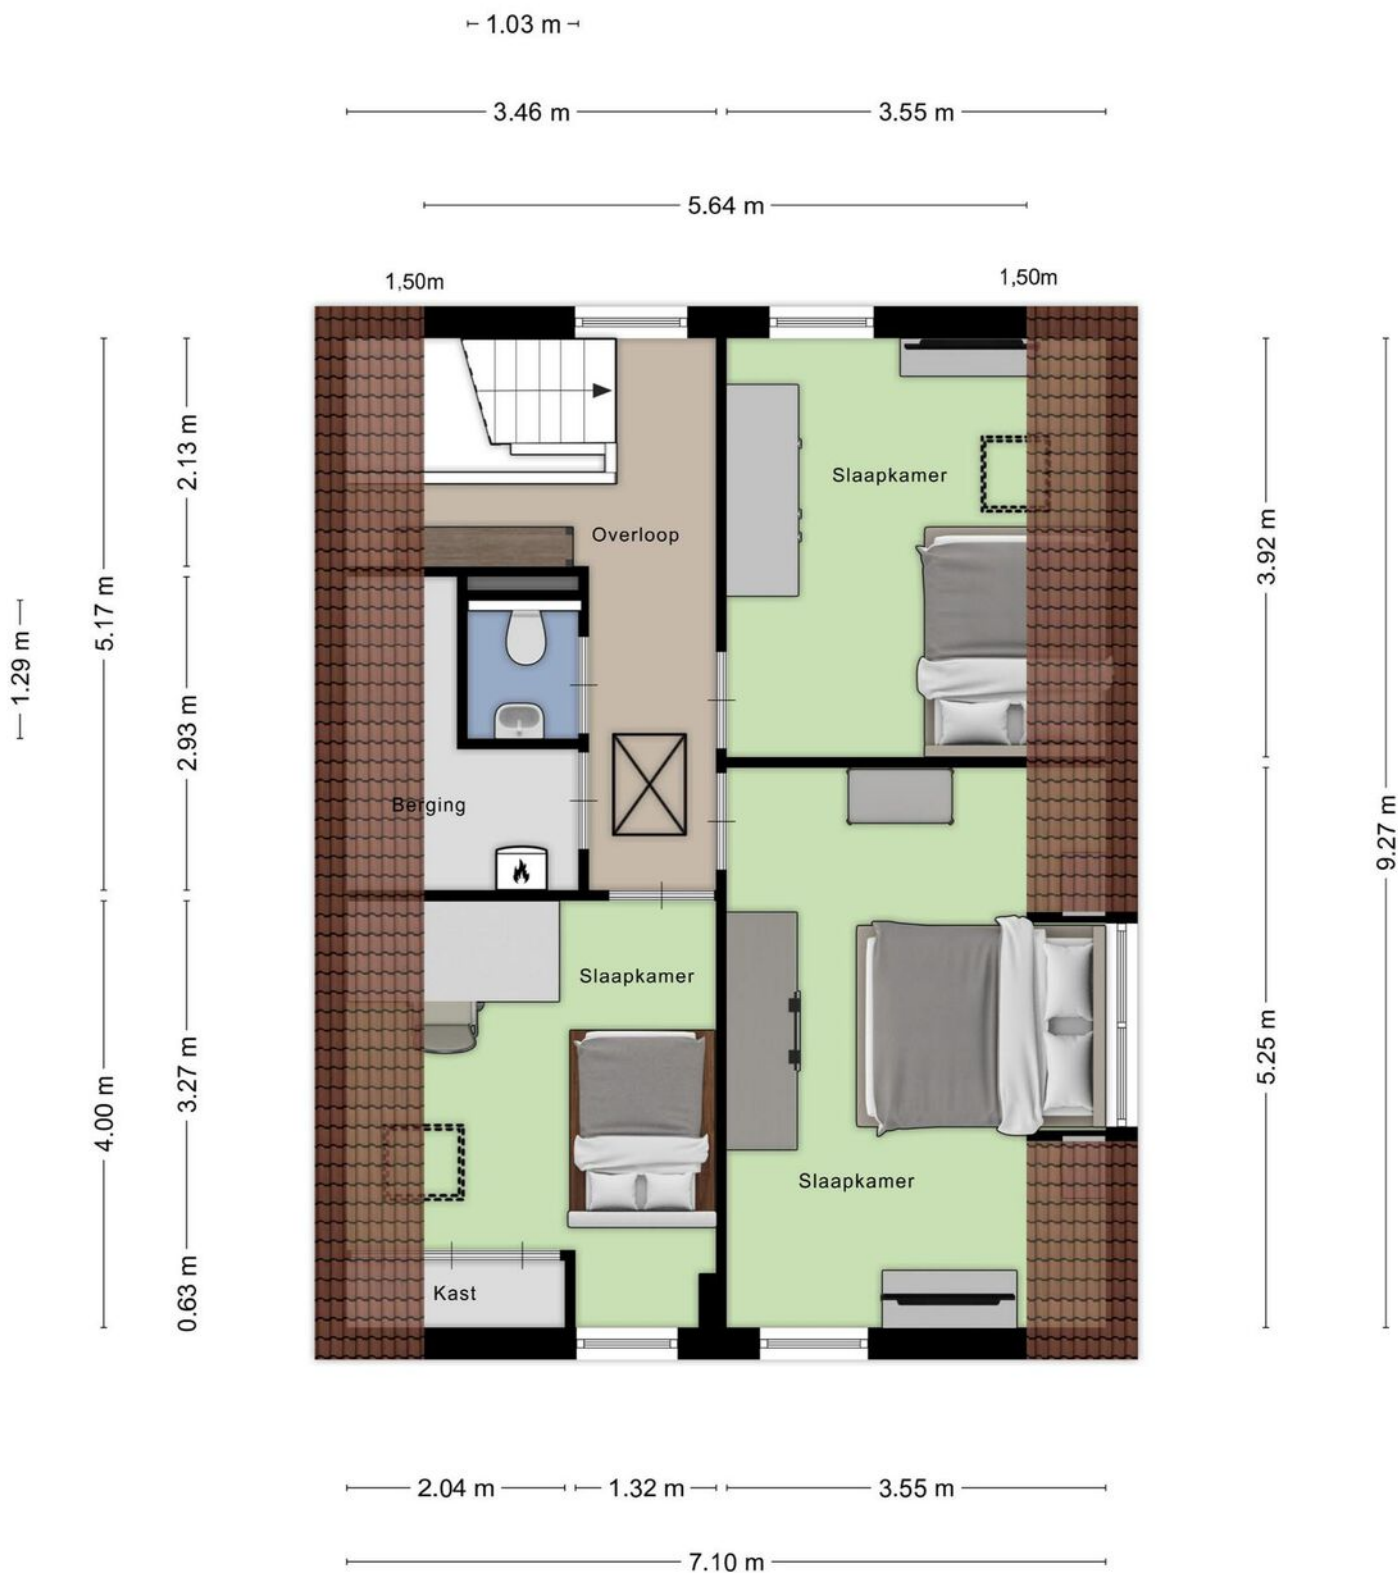 1.03 m
3.46 m
3.55 m
5.64 m
1,50m
1,50m
2.13 m
Slaapkamer
Overloop
3.92 m
5.17 m
1.29 m
2.93 m
Berging
9.27 m
Slaapkamer
5.25 m
3.27 m
4.00 m
Slaapkamer
0.63 m
Kast
2.04 m
1.32 m
3.55 m
7.10 m